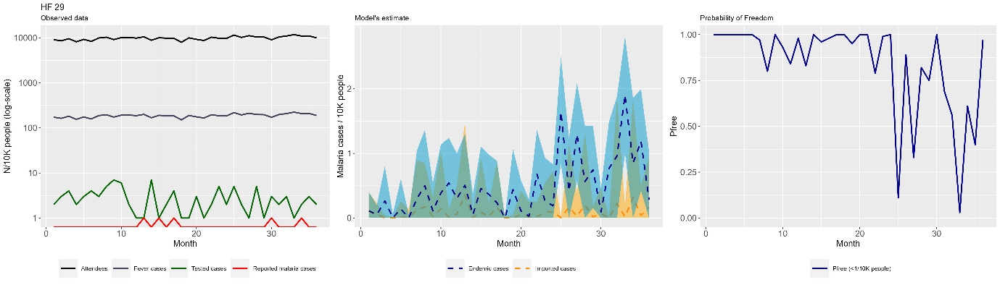 HF 29
Observed data
N/10K people (log-scale)
10000
1000
100
10
1
0
10
20
30
Month
Attendees
Fever cases
Tested cases
Reported malaria cases
Model's estimate
Malaria cases / 10K people
2
1
0
0
10
20
30
Month
Endemic cases
Imported cases
Probability of Freedom
Pfree
1.00
0.75
0.50
0.25
0.00
0
10
20
30
Month
Pfree (<1/10K people)